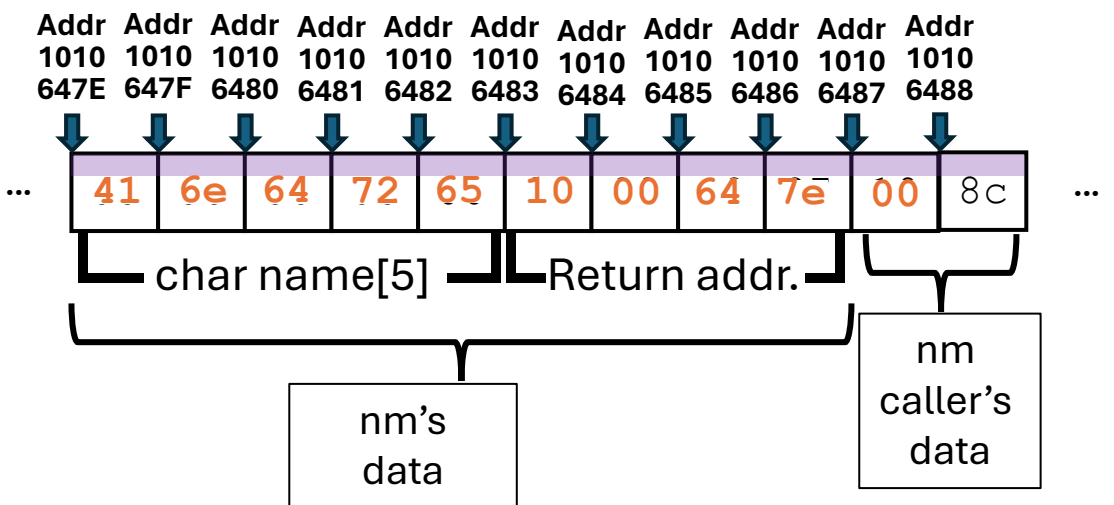 Addr Addr Addr Addr Addr Addr Addr Addr Addr Addr Addr
1010 1010 1010 1010 1010 1010 1010 1010 1010 1010 1010
647E 647F 6480 6481 6482 6483 6484 6485 6486 6487 6488
... 41 6e 64 72 65 10 00 64 7e 00 8c ...
char name[5] Return addr.
nm's
data
nm
caller's
data